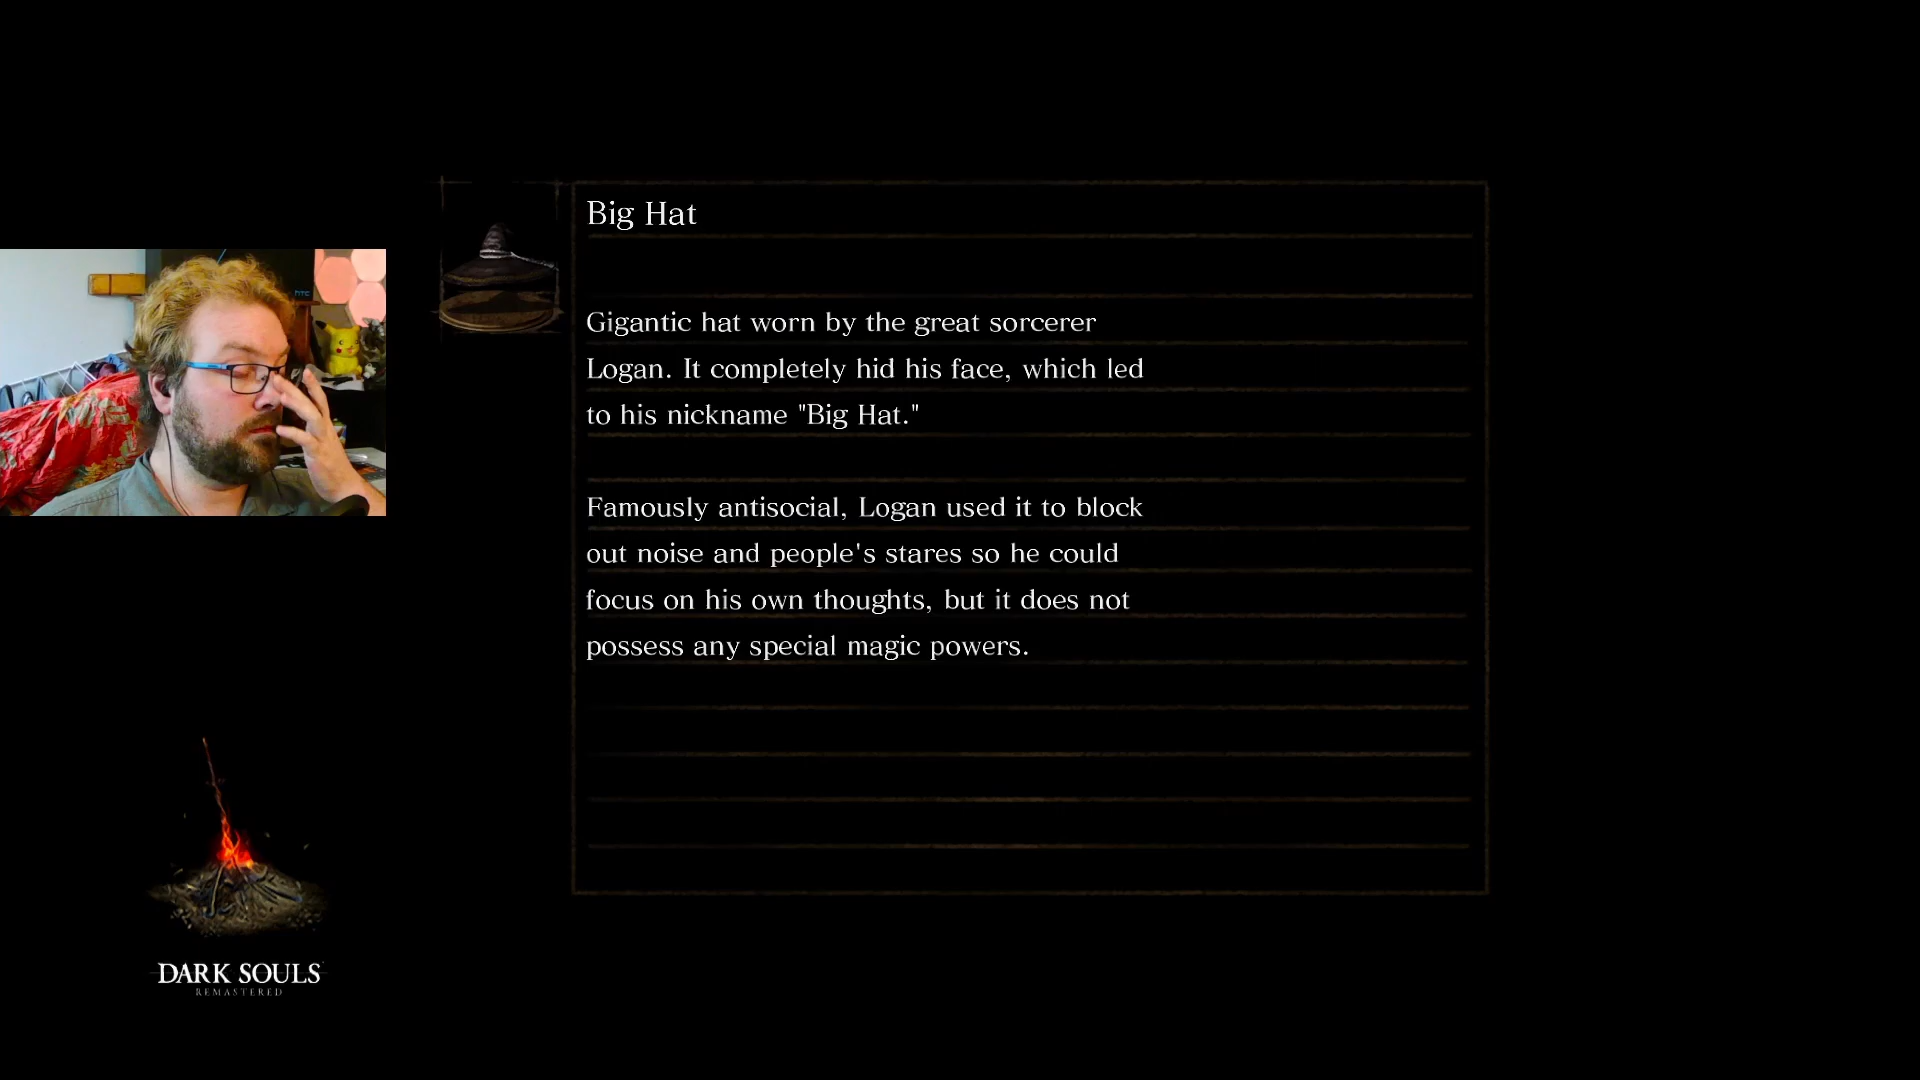 Big Hat
Gigantic hat worn by the great sorcerer
Logan. It completely hid his face, which led
to his nickname "Big Hat."
Famously antisocial, Logan used it to block
out noise and people's stares so he could
focus on his own thoughts, but it does not
possess any special magic powers.
hTC
DARK SOULS
REMASTERED